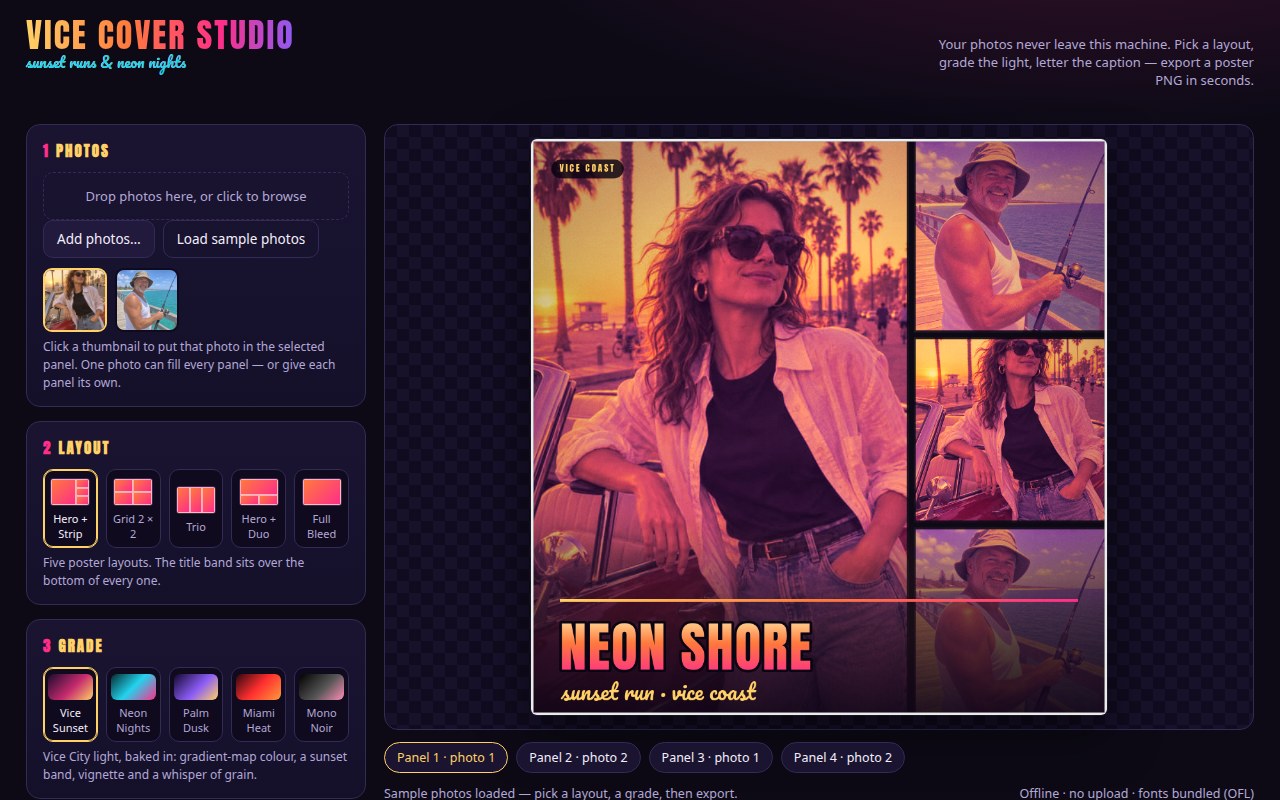 VICE COVER STUDIO
sunset runs & neon nights
Your photos never leave this machine. Pick a layout,
grade the light, letter the caption — export a poster
PNG in seconds.
1 PHOTOS
Drop photos here, or click to browse
Add photos...
Load sample photos
Click a thumbnail to put that photo in the selected
panel. One photo can fill every panel — or give each
panel its own.
2 LAYOUT
Hero +
Strip
Grid 2 ×
2
Trio
Hero +
Duo
Full
Bleed
Five poster layouts. The title band sits over the
bottom of every one.
3 GRADE
Vice
Sunset
Neon
Nights
Palm
Dusk
Miami
Heat
Mono
Noir
Vice City light, baked in: gradient-map colour, a sunset
band, vignette and a whisper of grain.
VICE COAST
NEON SHORE
sunset run · vice coast
Panel 1 · photo 1
Panel 2 · photo 2
Panel 3 · photo 1
Panel 4 · photo 2
Sample photos loaded — pick a layout, a grade, then export.
Offline · no upload · fonts bundled (OFL)